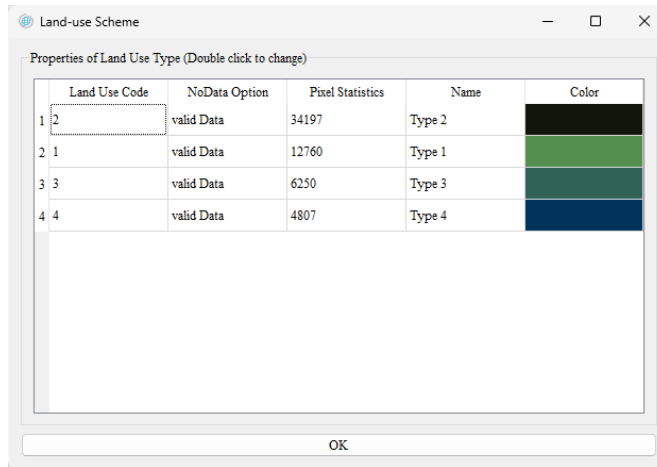 Land-use Scheme
Properties of Land Use Type (Double click to change)
Land Use Code NoData Option Pixel Statistics Name Color
1 2 valid Data 34197 Type 2
2 1 valid Data 12760 Type 1
3 3 valid Data 6250 Type 3
4 4 valid Data 4807 Type 4
OK